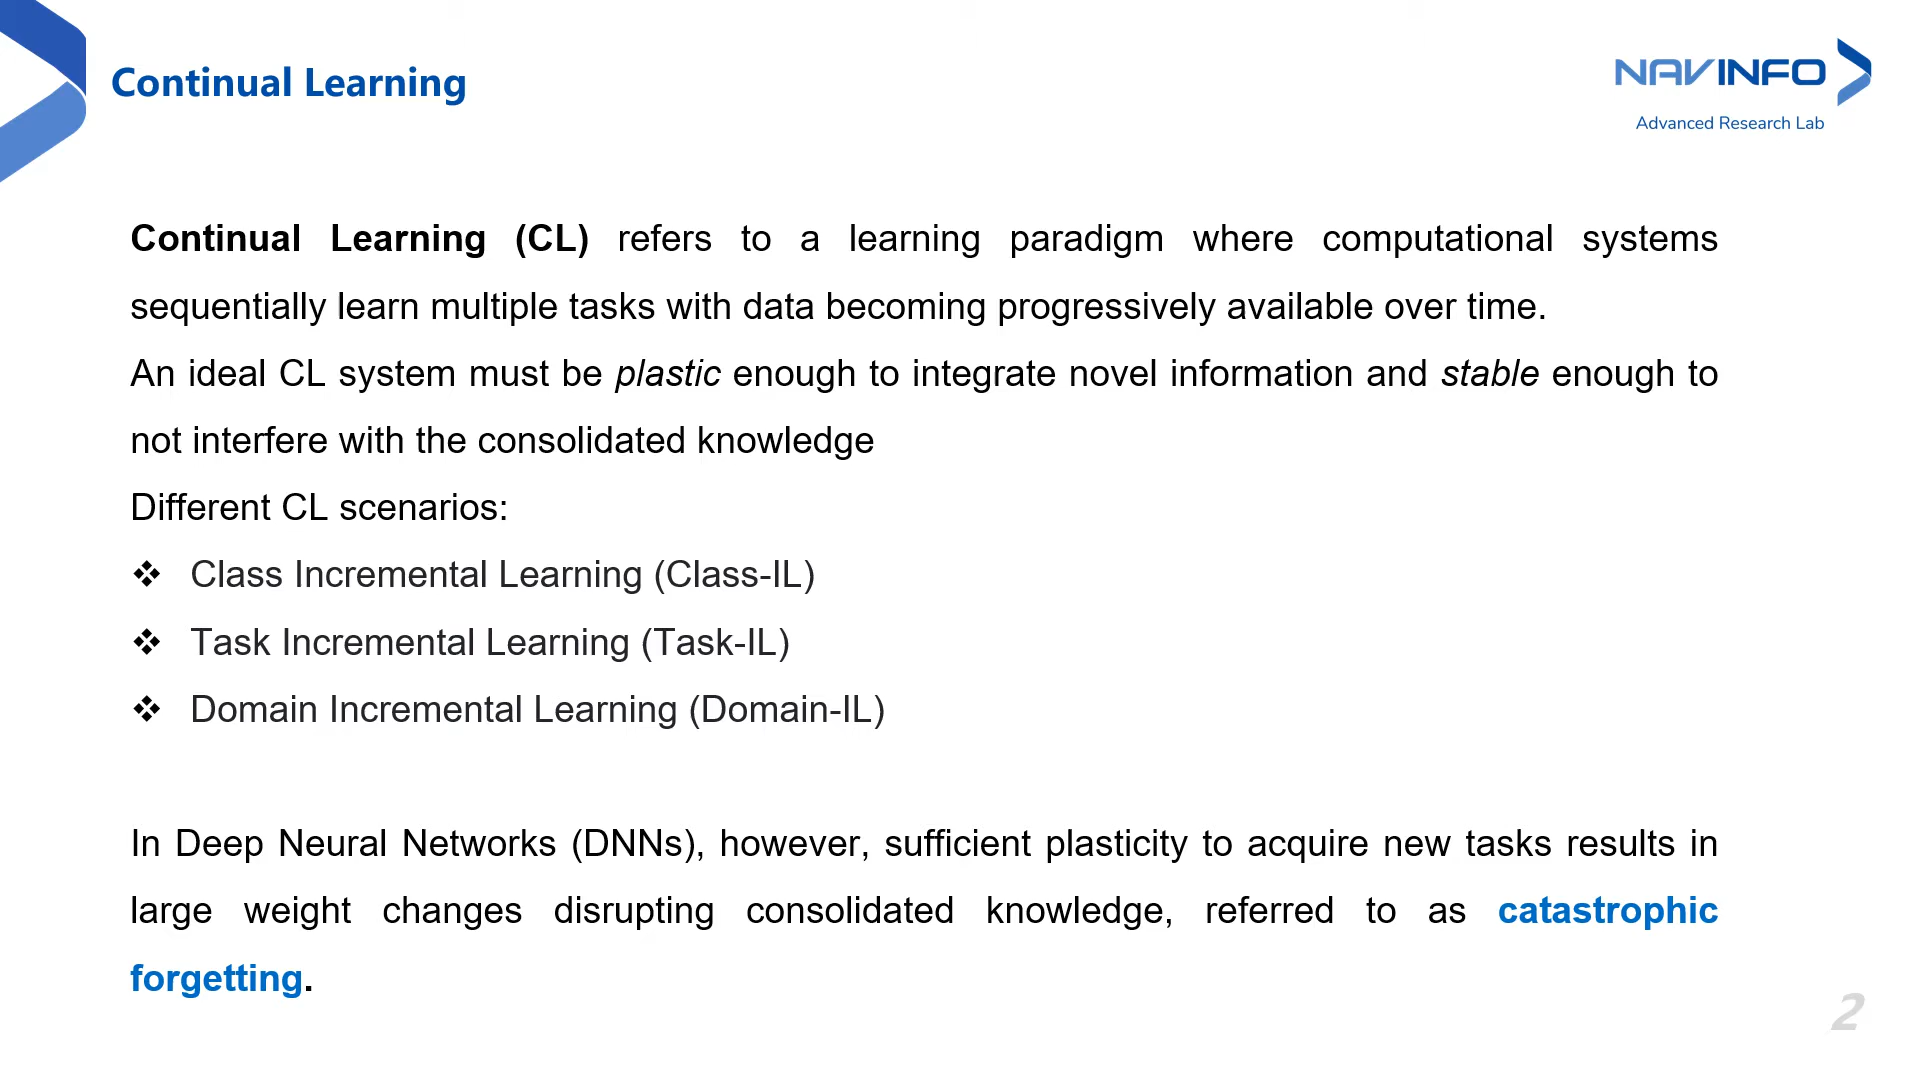 Continual Learning
NAVINFO
Advanced Research Lab
Continual Learning (CL) refers to a learning paradigm where computational systems
sequentially learn multiple tasks with data becoming progressively available over time.
An ideal CL system must be plastic enough to integrate novel information and stable enough to
not interfere with the consolidated knowledge
Different CL scenarios:
❖ Class Incremental Learning (Class-IL)
❖ Task Incremental Learning (Task-IL)
❖ Domain Incremental Learning (Domain-IL)
In Deep Neural Networks (DNNs), however, sufficient plasticity to acquire new tasks results in
large weight changes disrupting consolidated knowledge, referred to as catastrophic
forgetting.
2